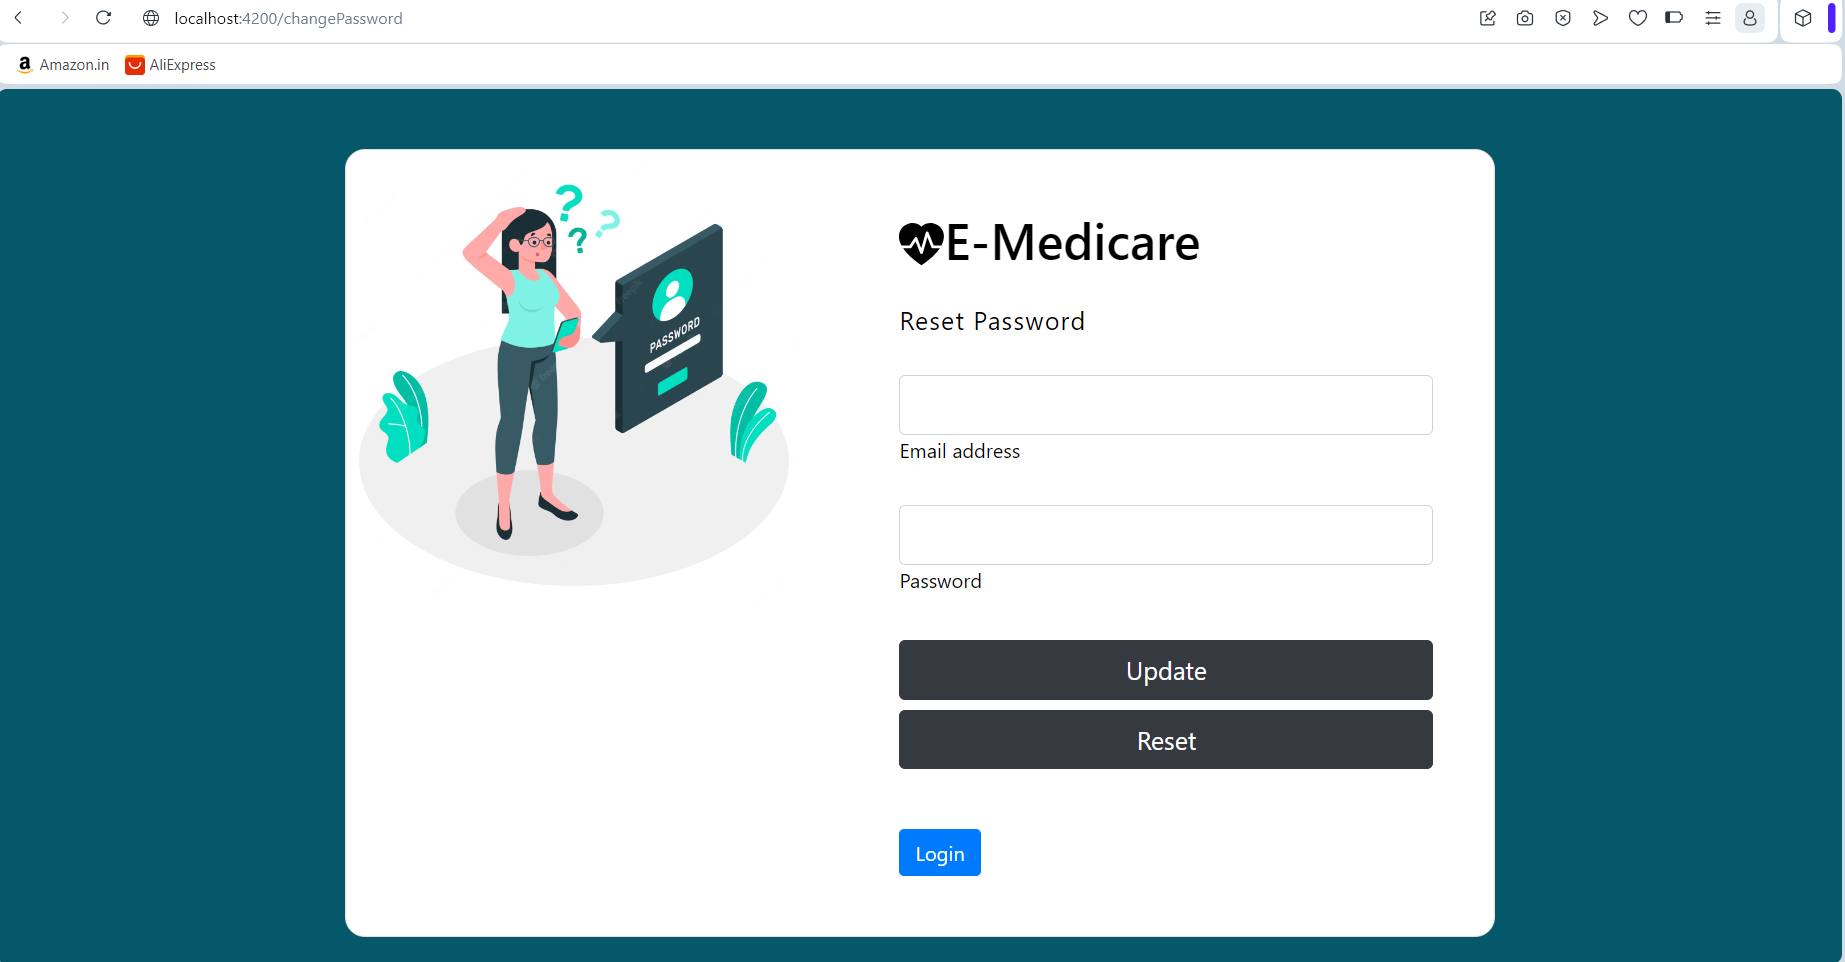 localhost:4200/changePassword
Amazon.in
AliExpress
? ? ?
PASSWORD
E-Medicare
Reset Password
Email address
Password
Update
Reset
Login